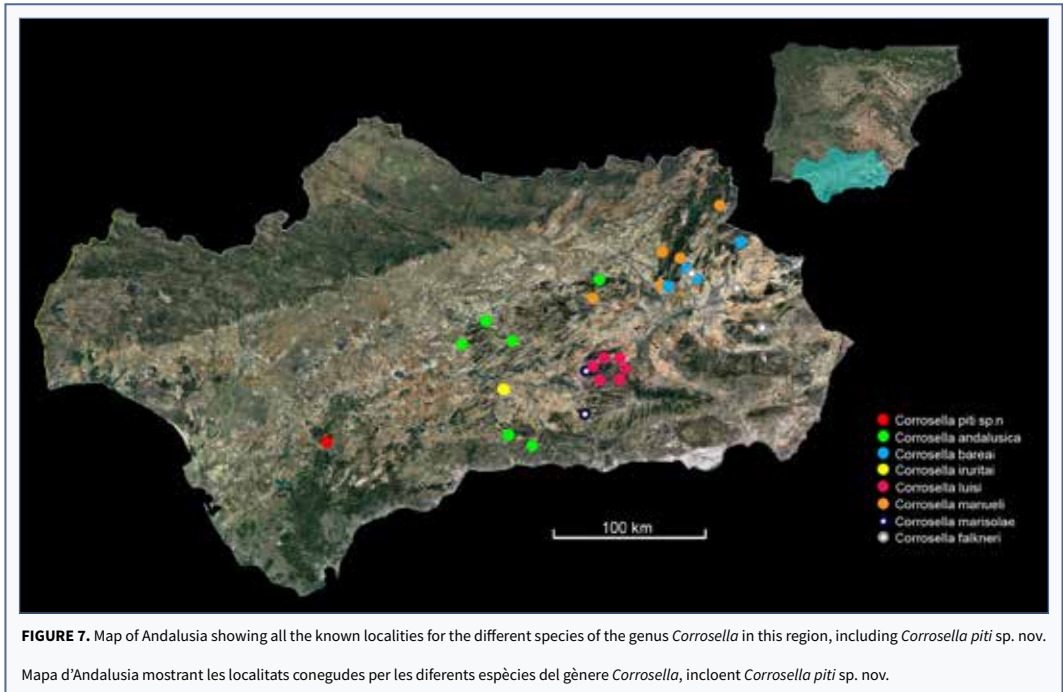 Corrosella piti sp.n
Corrosella andalusica
Corrosella bareai
Corrosella iruritai
Corrosella luisi
Corrosella manueli
Corrosella marisolae
Corrosella falkneri
100 km
FIGURE 7. Map of Andalusia showing all the known localities for the different species of the genus Corrosella in this region, including Corrosella piti sp. nov.
Mapa d’Andalusia mostrant les localitats conegudes per les diferents espècies del gènere Corrosella, incloent Corrosella piti sp. nov.